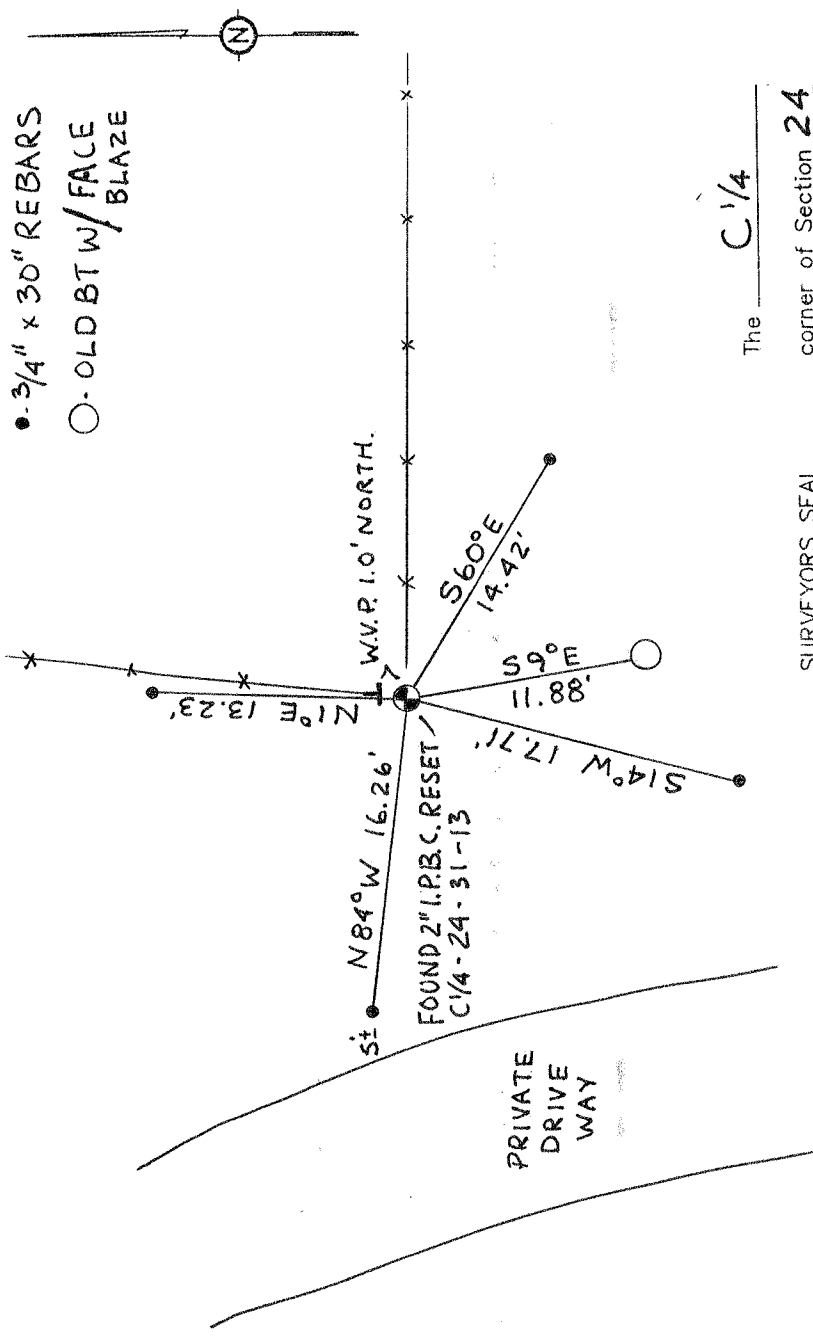 N
●-3/4" x 30" REBARS
○-OLD BT W/ FACE
BLAZE
W.V.P. 1.0' NORTH.
N1°E 13.23'
N84°W 16.26'
5'±
S60°E
14.42'
S9°E
11.88'
S14°W 17.71'
FOUND 2" I.P.B.C. RESET
C1/4-24-31-13
PRIVATE
DRIVE
WAY
The C1/4
corner of Section 24
SURVEYORS SEAL